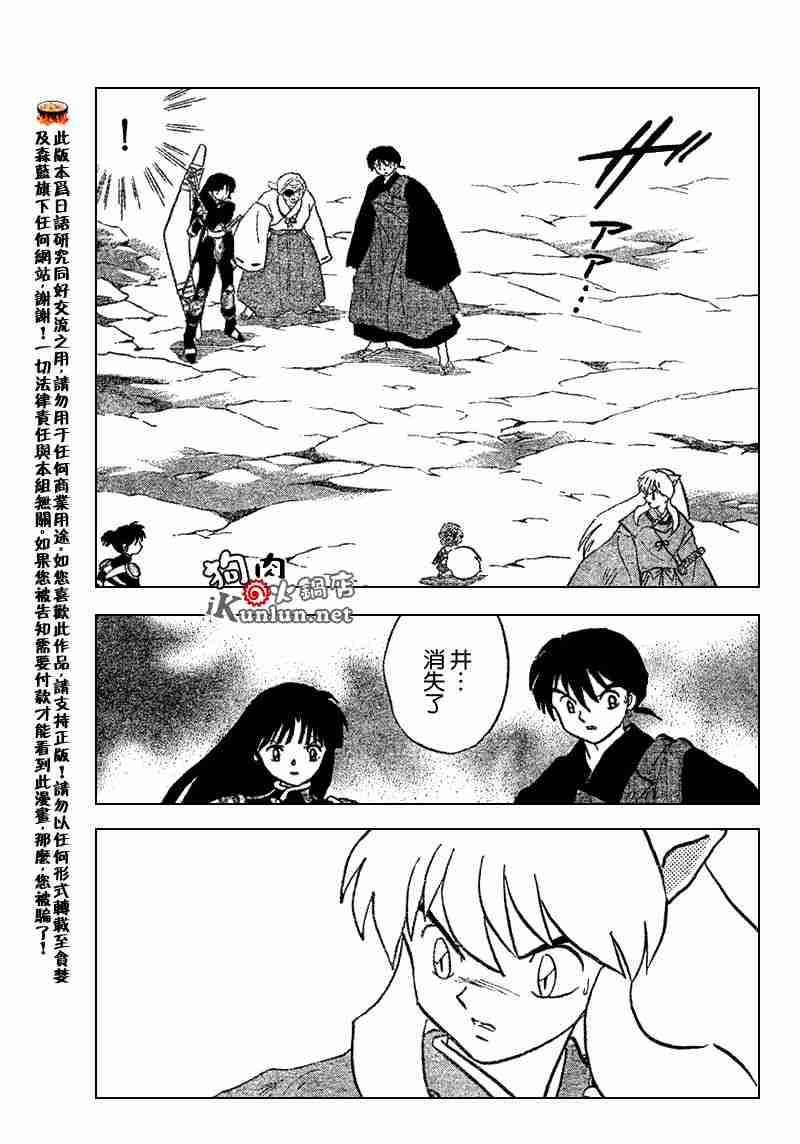 ザァ
アア…
!
井…
消失了
狗肉
火鍋店
iKunlun.net
此版本爲日語研究同好交流之用，請勿用于任何商業用途。如您喜歡此作品，請支持正版！請勿以任何形式轉載至貪婪
及森藍旗下任何網站，謝謝！一切法律責任與本組無關。如果您被告知需要付款才能看到此漫畫，那麽，您被騙了！